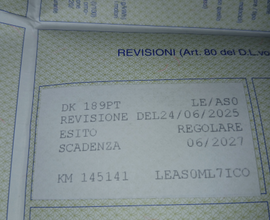 REVISIONI (Art. 80 del D.L.vo
DK 189PT LE/AS0
REVISIONE DEL24/06/2025
ESITO REGOLARE
SCADENZA 06/2027
KM 145141 LEAS0ML7ICO